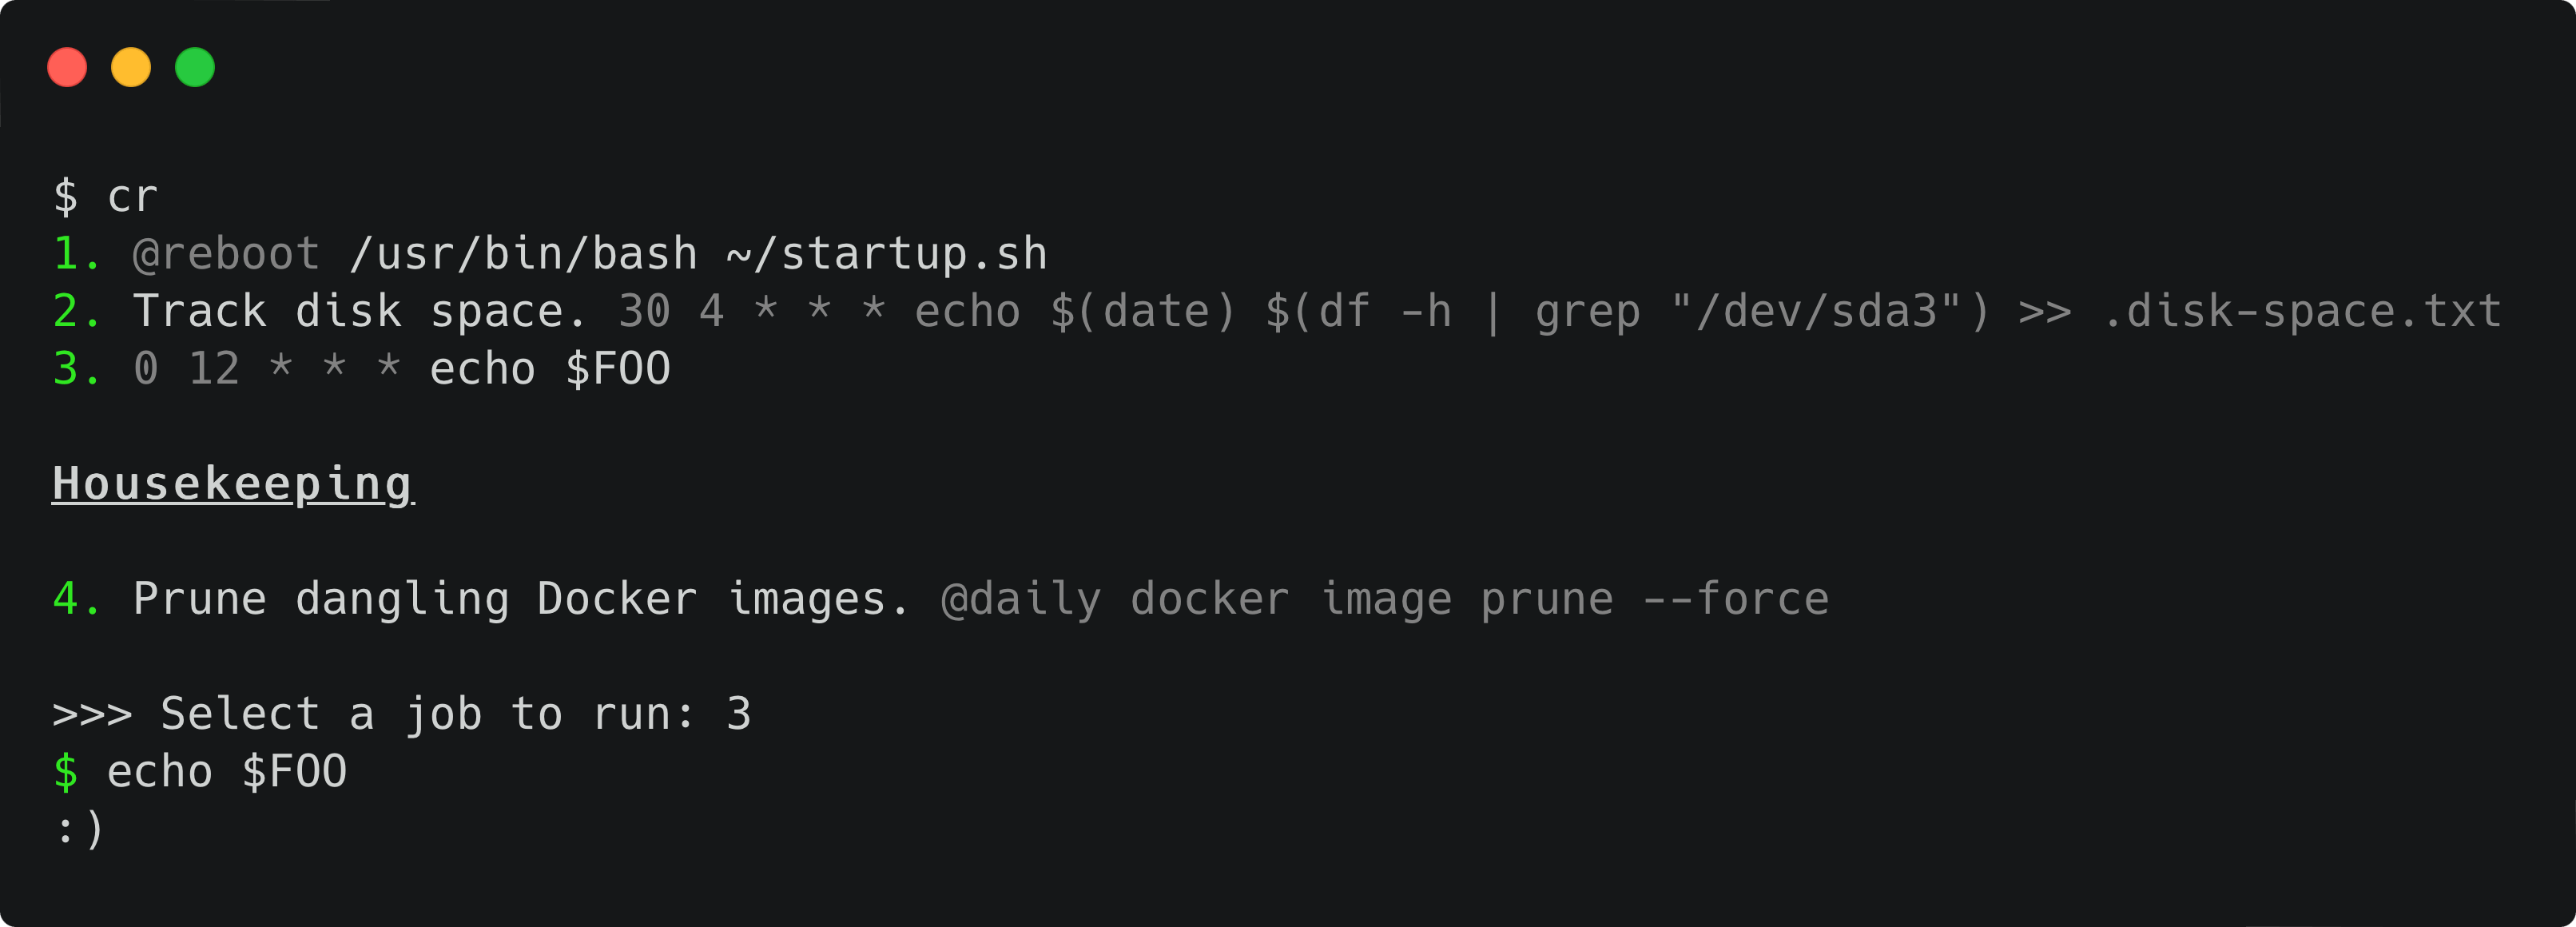 $ cr
1. @reboot /usr/bin/bash ~/startup.sh
2. Track disk space. 30 4 * * * echo $(date) $(df -h | grep "/dev/sda3") >> .disk-space.txt
3. 0 12 * * * echo $FOO
Housekeeping
4. Prune dangling Docker images. @daily docker image prune --force
>>> Select a job to run: 3
$ echo $FOO
:)